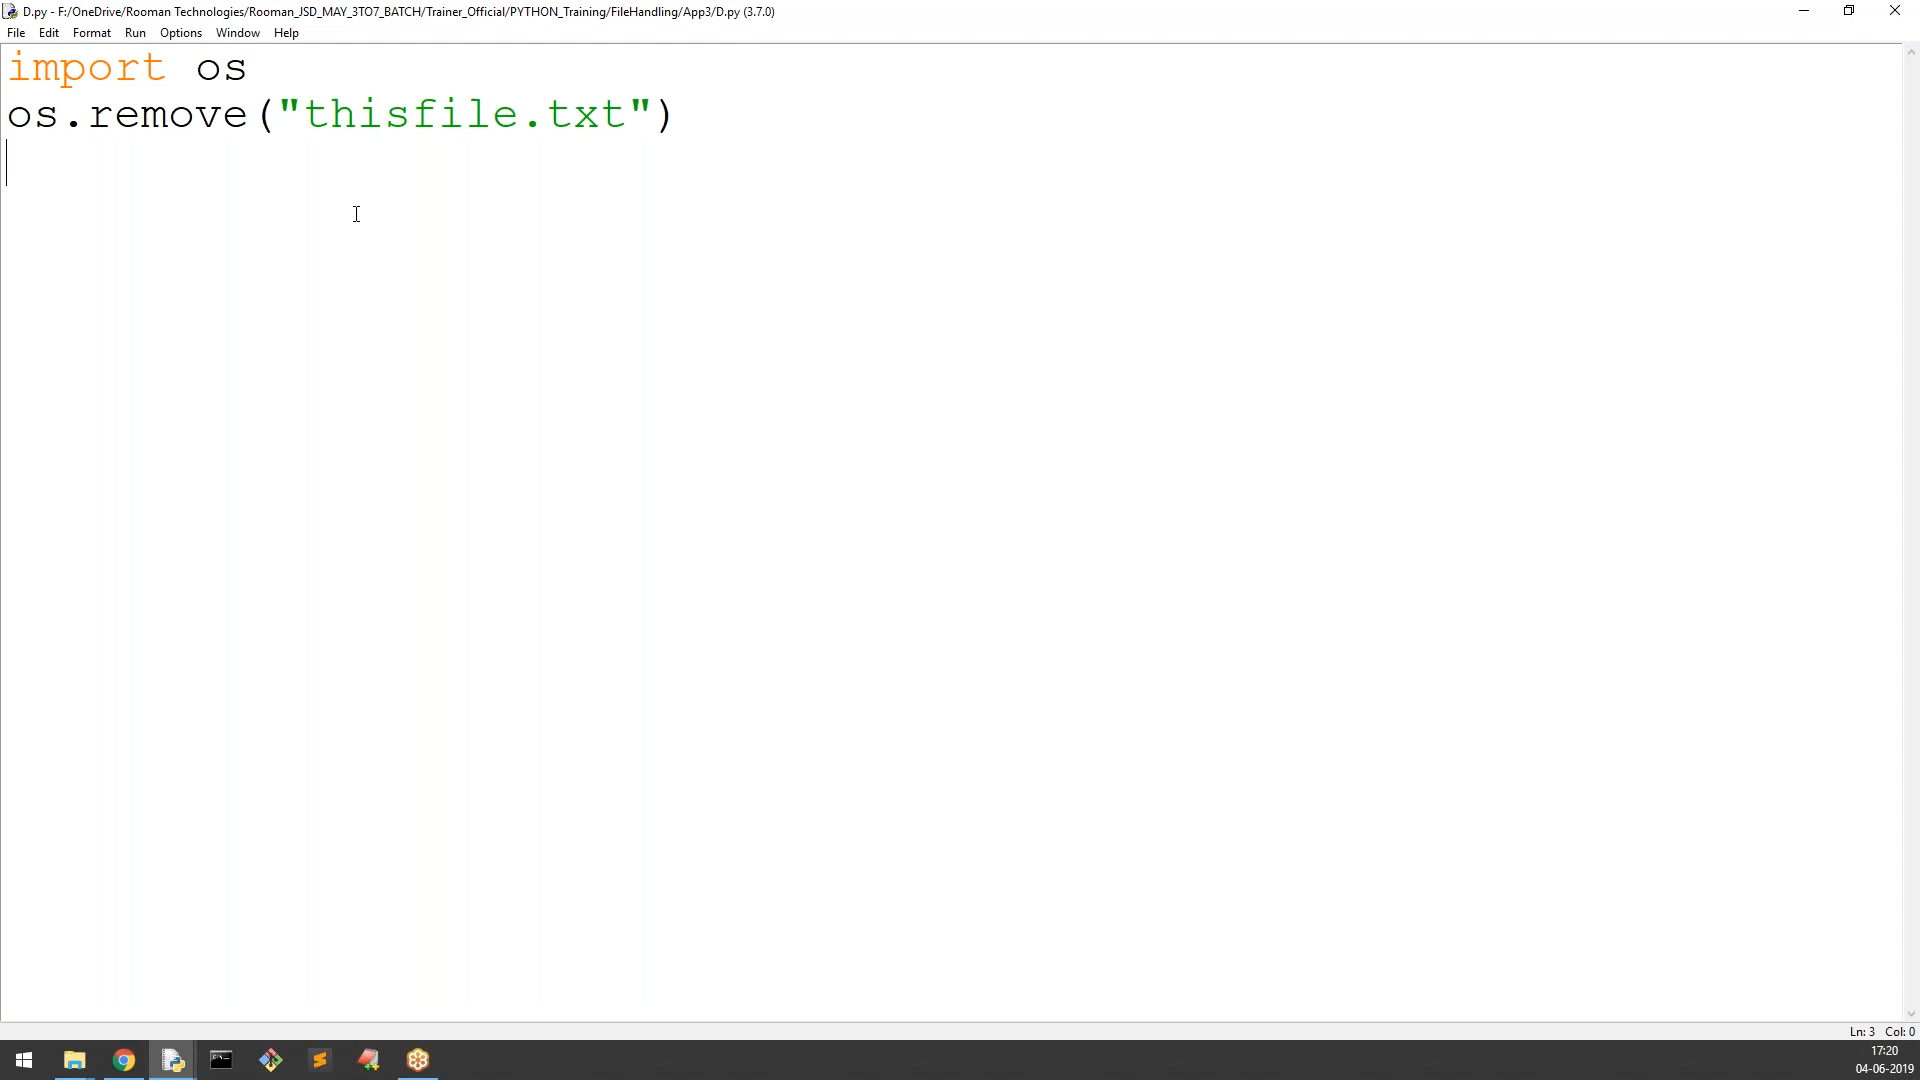 D.py - F:/OneDrive/Rooman Technologies/Rooman_JSD_MAY_3TO7_BATCH/Trainer_Official/PYTHON_Training/FileHandling/App3/D.py (3.7.0)
File Edit Format Run Options Window Help
import os
os.remove("thisfile.txt")
Ln: 3 Col: 0
17:20
04-06-2019